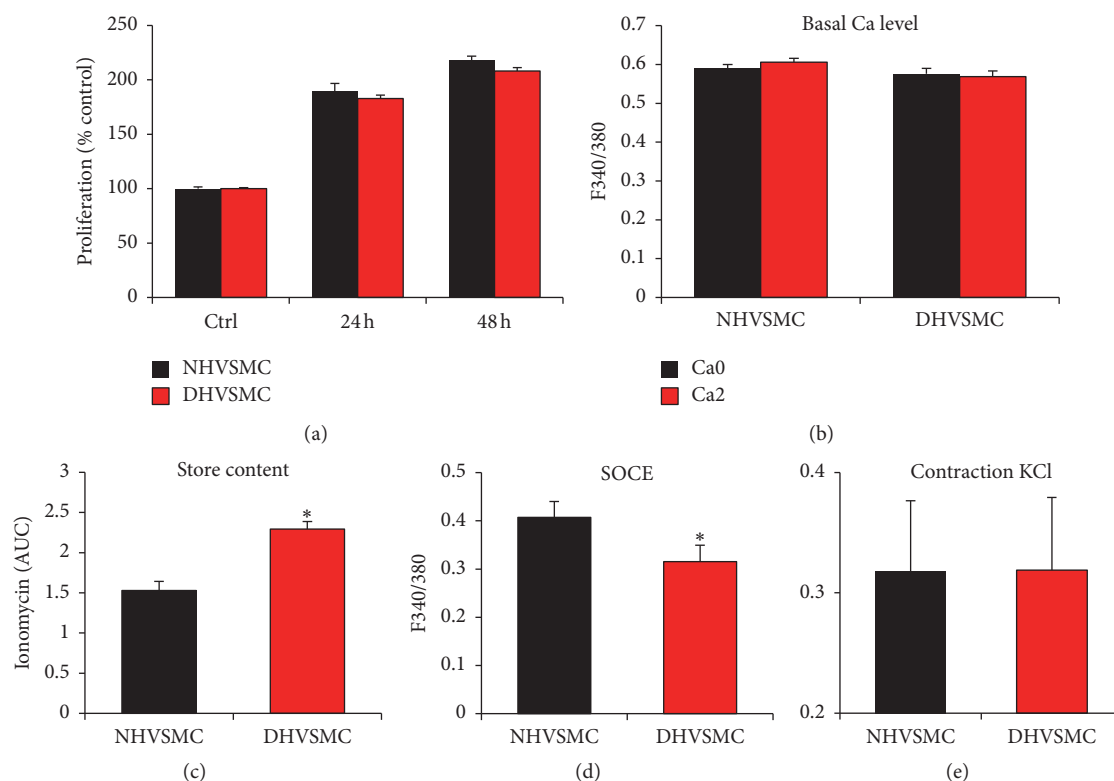 Proliferation (% control)
250
200
150
100
50
0
Ctrl
24 h
48 h
NHVSMC
DHVSMC
(a)
Basal Ca level
F340/380
0.7
0.6
0.5
0.4
0.3
0.2
0.1
0
NHVSMC
DHVSMC
Ca0
Ca2
(b)
Store content
Ionomycin (AUC)
3
2.5
2
1.5
1
0.5
0
*
NHVSMC
DHVSMC
(c)
SOCE
F340/380
0.5
0.4
0.3
0.2
0.1
0
*
NHVSMC
DHVSMC
(d)
Contraction KCl
0.4
0.3
0.2
NHVSMC
DHVSMC
(e)